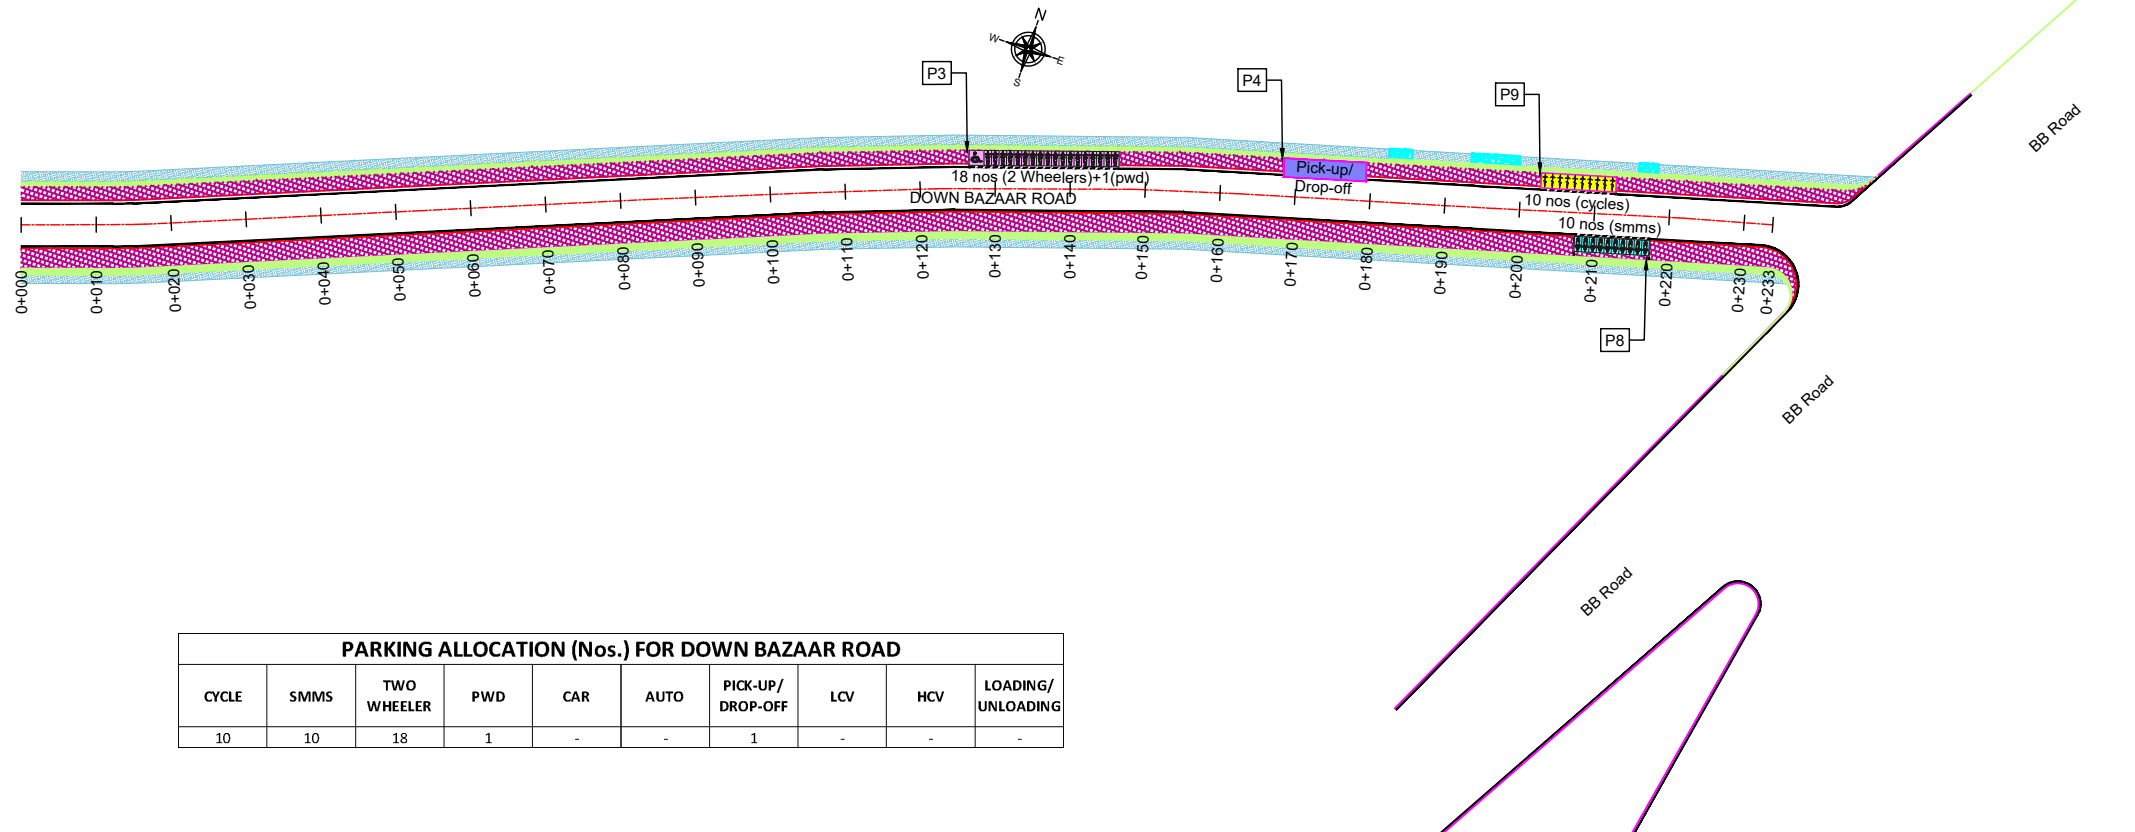 N
W
E
S
P3
P4
P9
BB Road
Pick-up/
Drop-off
18 nos (2 Wheelers)+1(pwd)
DOWN BAZAAR ROAD
10 nos (cycles)
10 nos (smms)
0+000
0+010
0+020
0+030
0+040
0+050
0+060
0+070
0+080
0+090
0+100
0+110
0+120
0+130
0+140
0+150
0+160
0+170
0+180
0+190
0+200
0+210
0+220
0+230
0+233
P8
BB Road
BB Road
PARKING ALLOCATION (Nos.) FOR DOWN BAZAAR ROAD
CYCLE SMMS TWO WHEELER PWD CAR AUTO PICK-UP/ DROP-OFF LCV HCV LOADING/ UNLOADING
10 10 18 1 - - 1 - - -